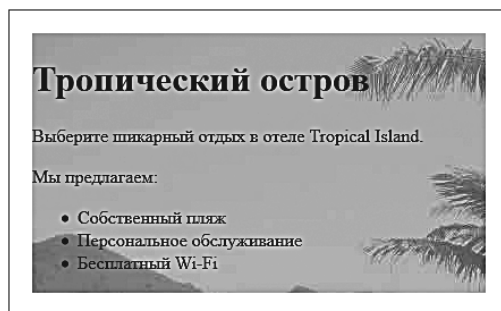 Тропический остров
Выберите шикарный отдых в отеле Tropical Island.
Мы предлагаем:
Собственный пляж
Персональное обслуживание
Бесплатный Wi-Fi